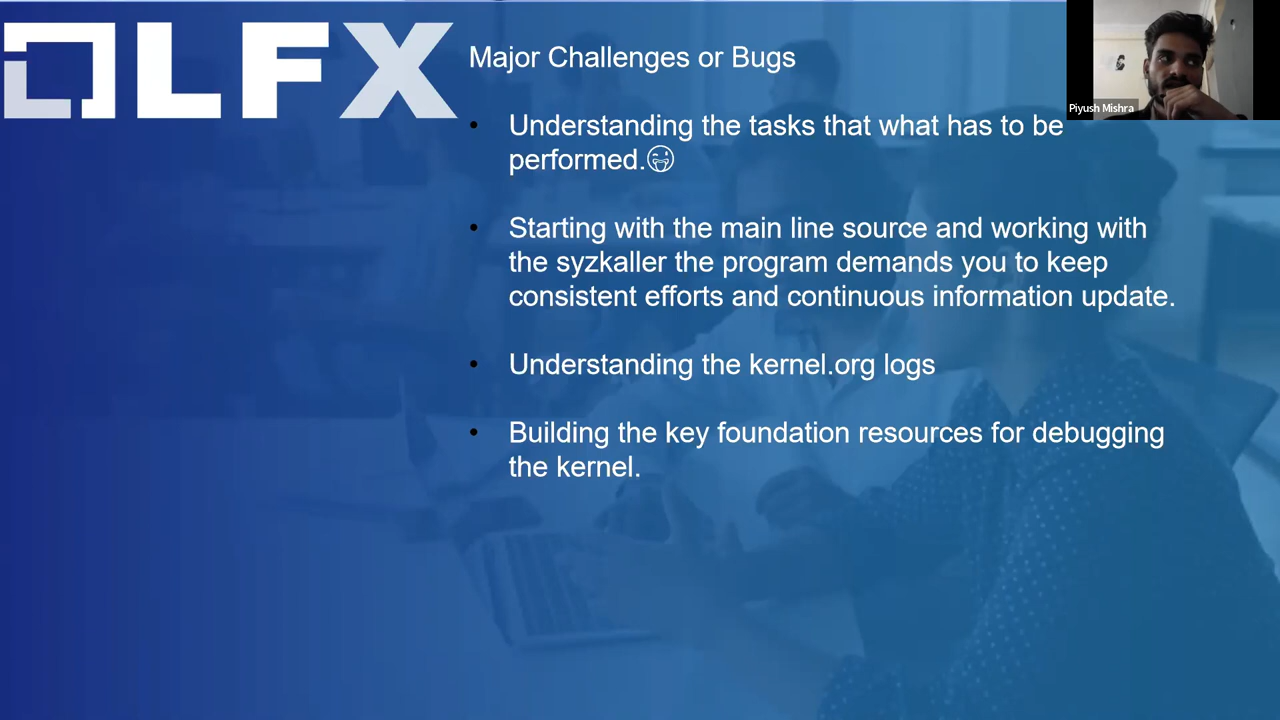 LFX
Major Challenges or Bugs
Piyush Mishra
• Understanding the tasks that what has to be
performed.😜
• Starting with the main line source and working with
the syzkaller the program demands you to keep
consistent efforts and continuous information update.
• Understanding the kernel.org logs
• Building the key foundation resources for debugging
the kernel.